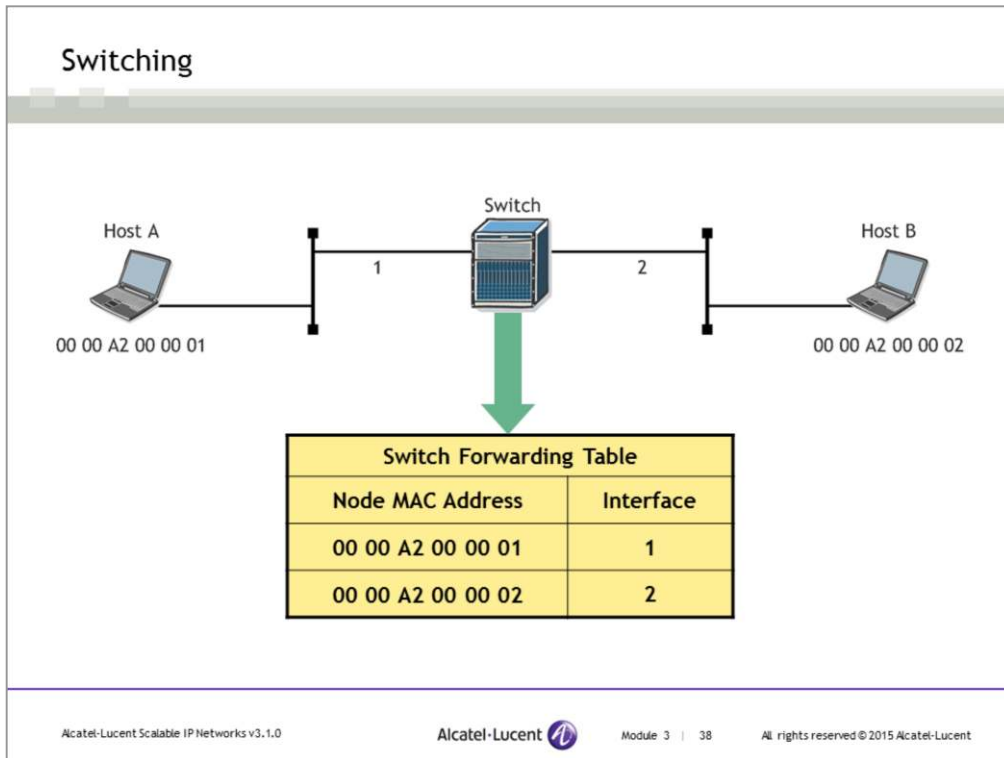 Switching
Switch
Host A
Host B
1
2
00 00 A2 00 00 01
00 00 A2 00 00 02
Switch Forwarding Table
Node MAC Address Interface
00 00 A2 00 00 01 1
00 00 A2 00 00 02 2
Alcatel-Lucent Scalable IP Networks v3.1.0 Alcatel·Lucent Module 3 | 38 All rights reserved © 2015 Alcatel-Lucent